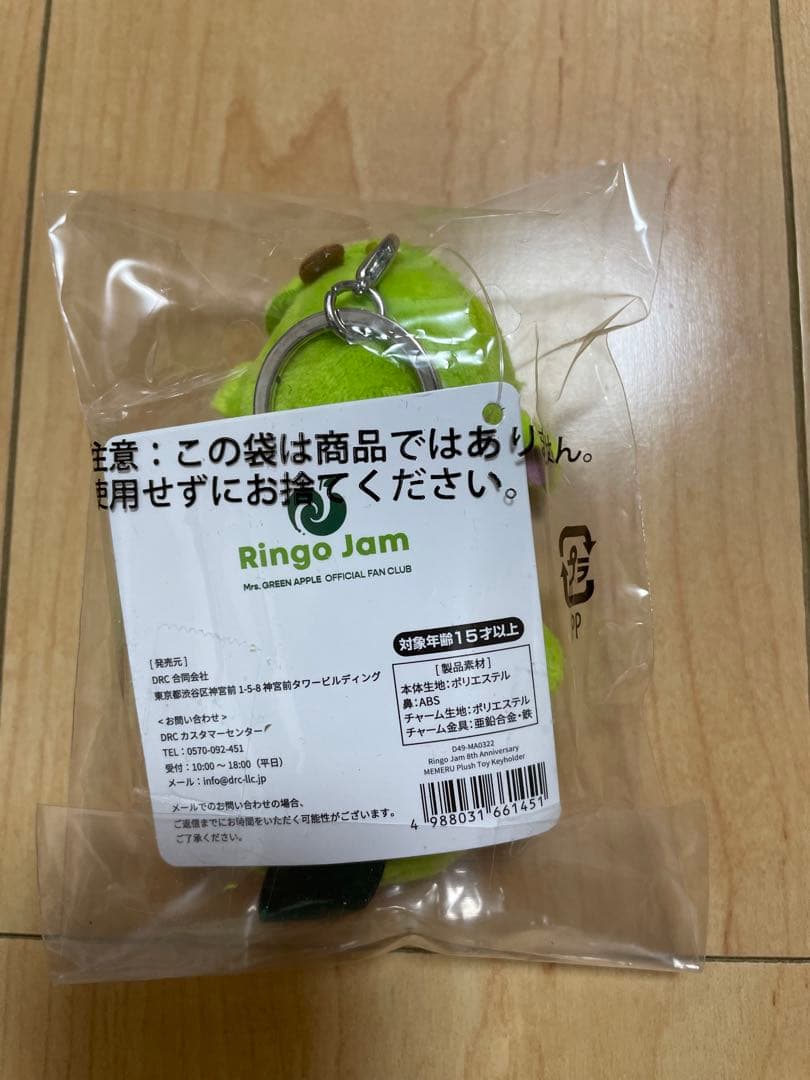 注意：この袋は商品ではありません。
使用せずにお捨てください。
Ringo Jam
Mrs. GREEN APPLE OFFICIAL FAN CLUB
プラ
PP
対象年齢15才以上
[発売元]
DRC 合同会社
東京都渋谷区神宮前 1-5-8 神宮前タワービルディング
<お問い合わせ>
DRC カスタマーセンター
TEL：0570-092-451
受付：10:00 〜 18:00（平日）
メール：info@drc-llc.jp
メールでのお問い合わせの場合、
ご返信までにお時間をいただく可能性がございます。
ご了承ください。
[製品素材]
本体生地：ポリエステル
鼻：ABS
チャーム生地：ポリエステル
チャーム金具：亜鉛合金・鉄
D49-MA0322
Ringo Jam 8th Anniversary
MEMERU Plush Toy Keyholder
4 988031 661451